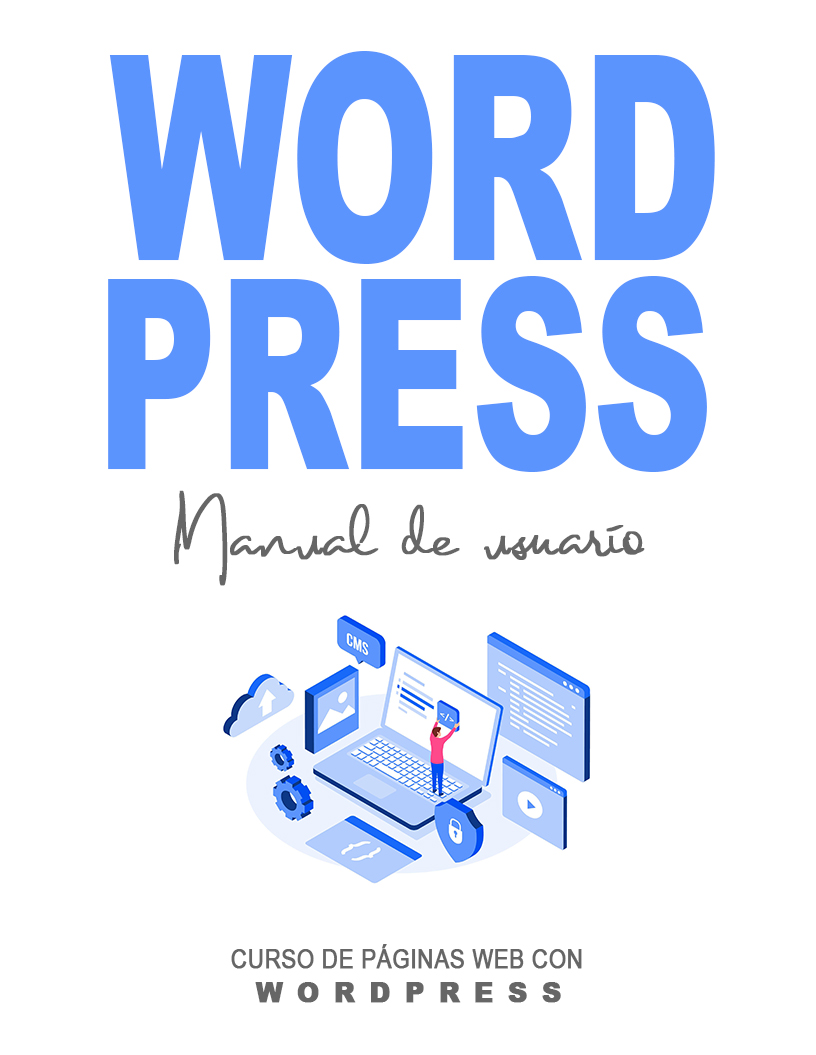 WORD
PRESS
Manual de usuario
CMS
</>
{ }
CURSO DE PÁGINAS WEB CON
WORDPRESS